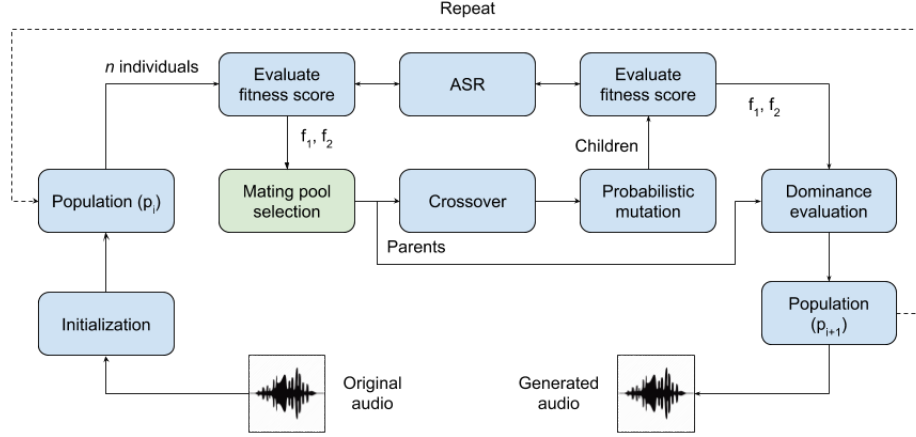 Repeat
n individuals
Evaluate
fitness score
ASR
Evaluate
fitness score
f1, f2
f1, f2
Children
Population (pi)
Mating pool
selection
Crossover
Probabilistic
mutation
Dominance
evaluation
Parents
Initialization
Population
(pi+1)
Original
audio
Generated
audio